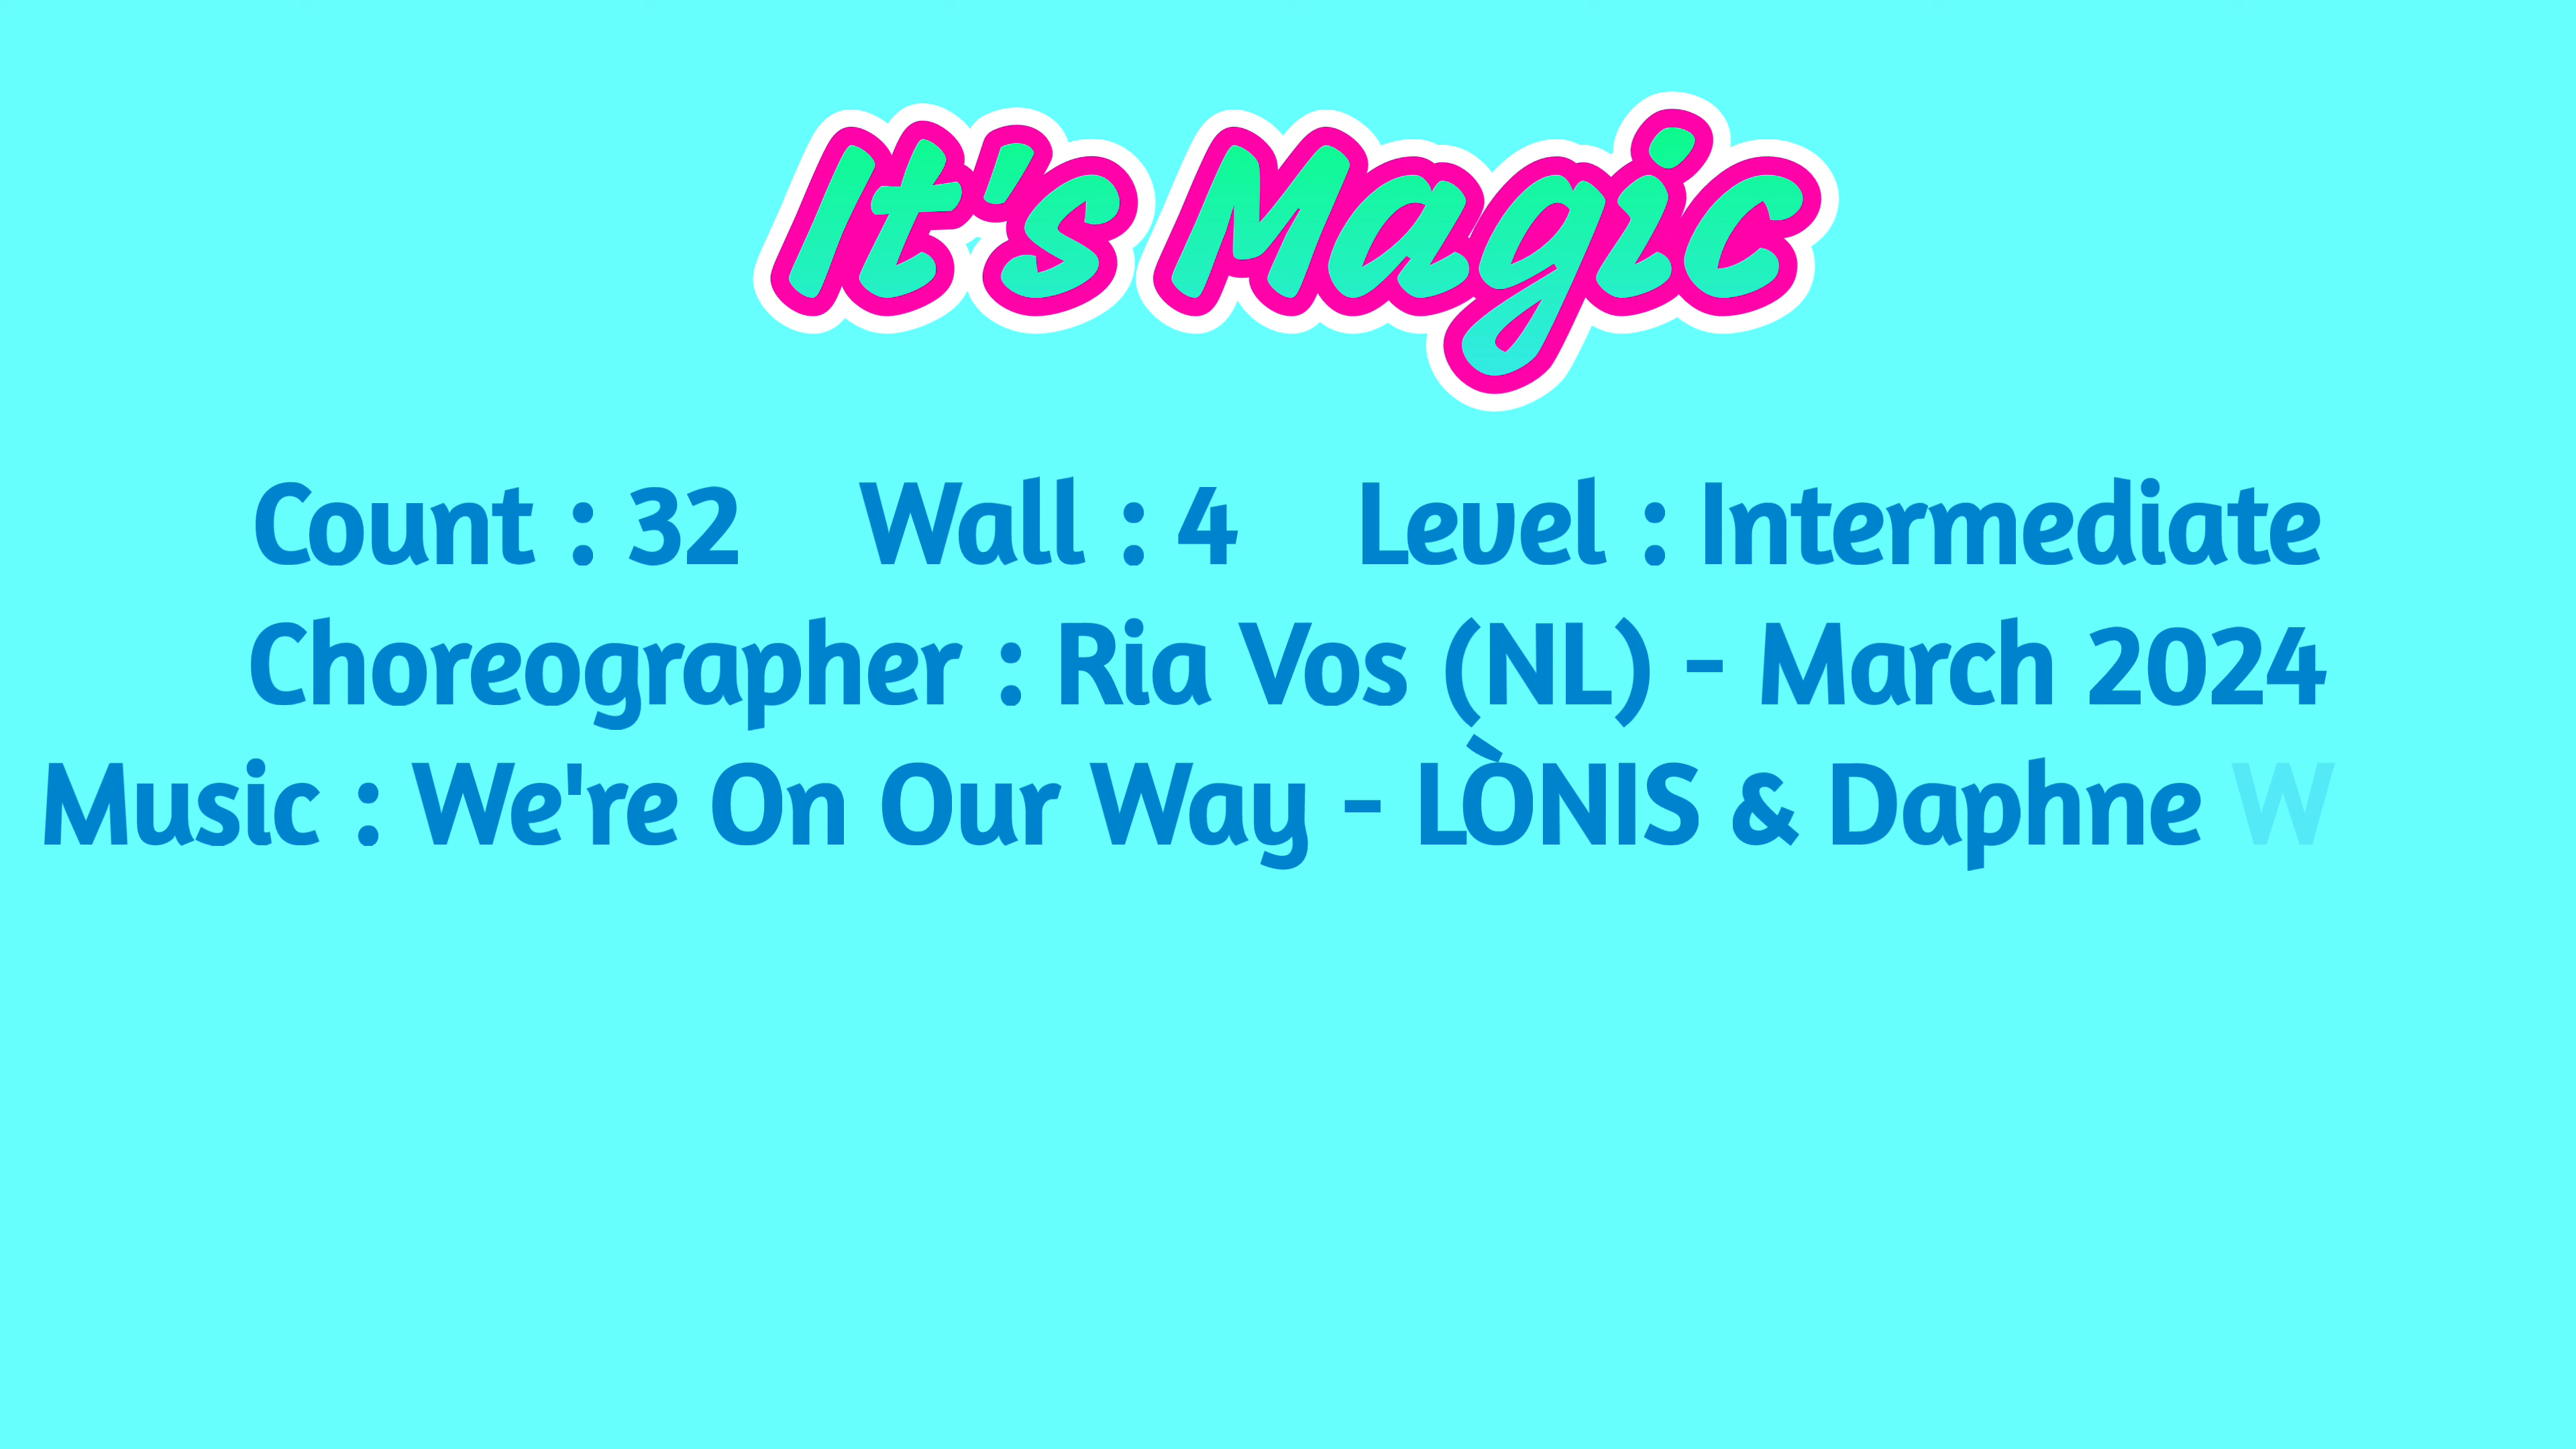 It's Magic
Count : 32 Wall : 4 Level : Intermediate
Choreographer : Ria Vos (NL) - March 2024
Music : We're On Our Way - LÒNIS & Daphne W